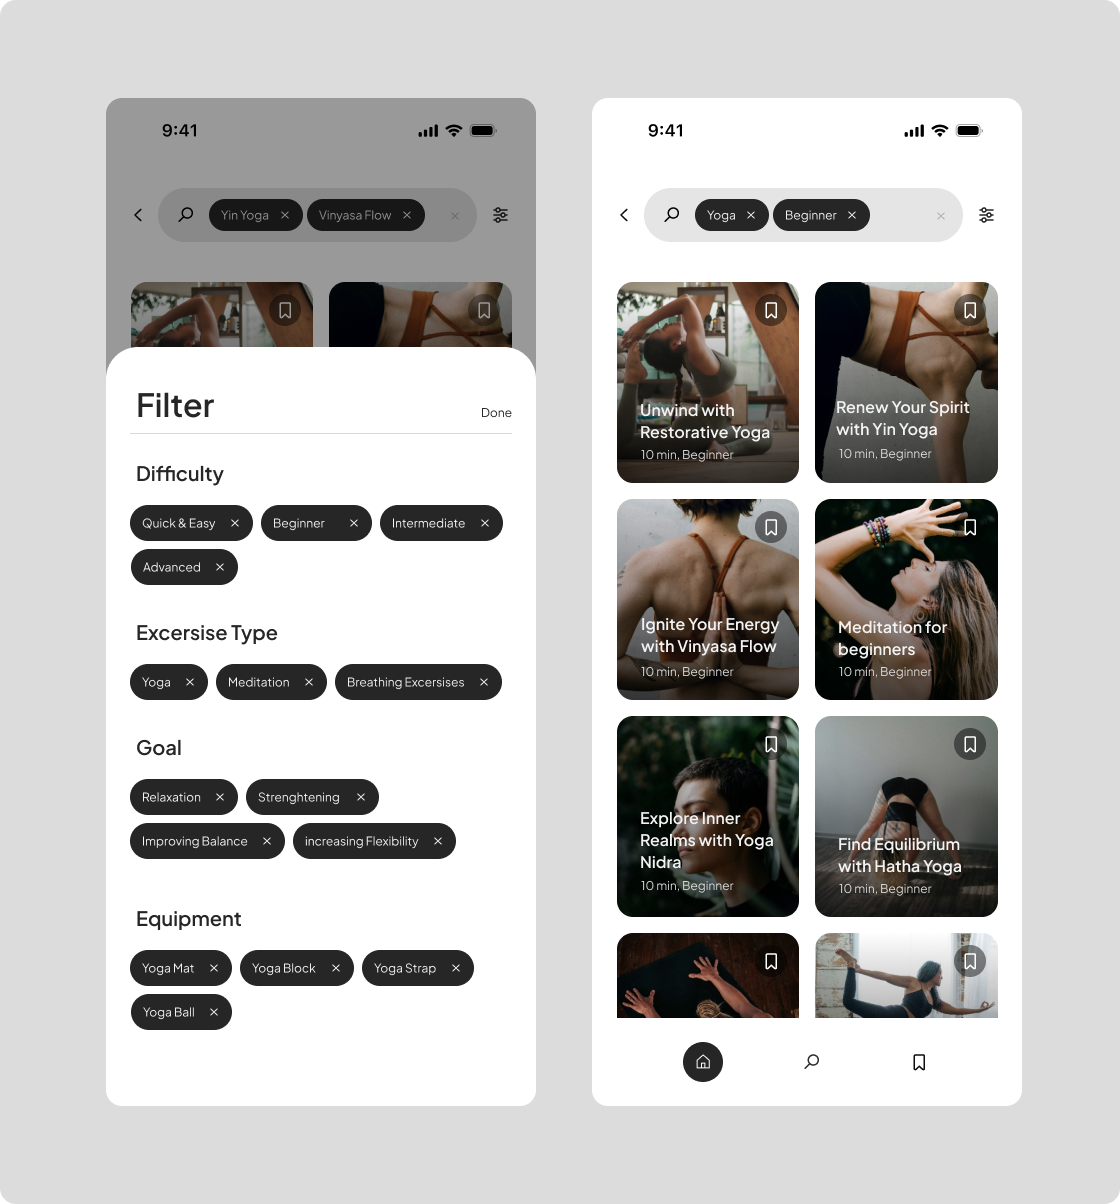 9:41
Yin Yoga × Vinyasa Flow × ×
Filter
Done
Difficulty
Quick & Easy × Beginner × Intermediate ×
Advanced ×
Excersise Type
Yoga × Meditation × Breathing Excersises ×
Goal
Relaxation × Strenghtening ×
Improving Balance × increasing Flexibility ×
Equipment
Yoga Mat × Yoga Block × Yoga Strap ×
Yoga Ball ×
9:41
Yoga × Beginner × ×
Unwind with
Restorative Yoga
10 min, Beginner
Renew Your Spirit
with Yin Yoga
10 min, Beginner
Ignite Your Energy
with Vinyasa Flow
10 min, Beginner
Meditation for
beginners
10 min, Beginner
Explore Inner
Realms with Yoga
Nidra
10 min, Beginner
Find Equilibrium
with Hatha Yoga
10 min, Beginner